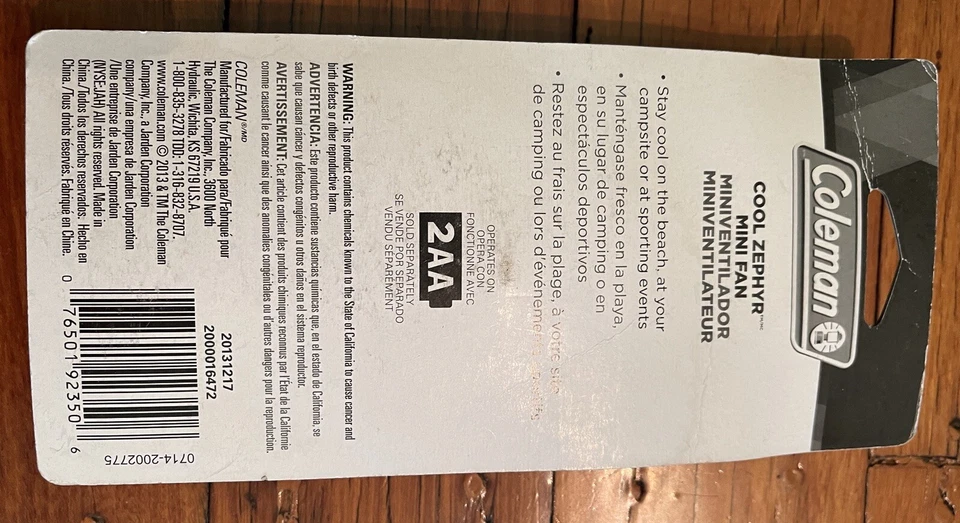 Coleman
COOL ZEPHYR™/MC
MINI FAN
MINIVENTILADOR
MINIVENTILATEUR
• Stay cool on the beach, at your
campsite or at sporting events
• Manténgase fresco en la playa,
en su lugar de camping o en
espectáculos deportivos
• Restez au frais sur la plage, à votre site
de camping ou lors d'événements
OPERATES ON
OPERA CON
FONCTIONNE AVEC
2AA
SOLD SEPARATELY.
SE VENDE POR SEPARADO
VENDU SÉPARÉMENT
WARNING: This product contains chemicals known to the State of California to cause cancer and
birth defects or other reproductive harm.
ADVERTENCIA: Este producto contiene sustancias químicas que, en el estado de California, se
sabe que causan cáncer y defectos congénitos u otros daños en el sistema reproductor.
AVERTISSEMENT: Cet article contient des produits chimiques reconnus par l'État de la Californie
comme causant le cancer ainsi que des anomalies congénitales ou d'autres dangers pour la reproduction.
COLEMAN®/MD
Manufactured for/Fabricado para/Fabriqué pour
The Coleman Company, Inc., 3600 North
Hydraulic, Wichita, KS 67219 U.S.A.
1-800-835-3278 TDD: 1-316-832-8707.
www.coleman.com © 2013 & TM The Coleman
Company, Inc., a Jarden Corporation
company/una empresa de Jarden Corporation
/Une entreprise de Jarden Corporation
(NYSE:JAH) All rights reserved. Made in
China./Todos los derechos reservados. Hecho en
China./Tous droits réservés. Fabriqué en Chine.
20131217
2000016472
0 76501 92350 6
0714-2002775